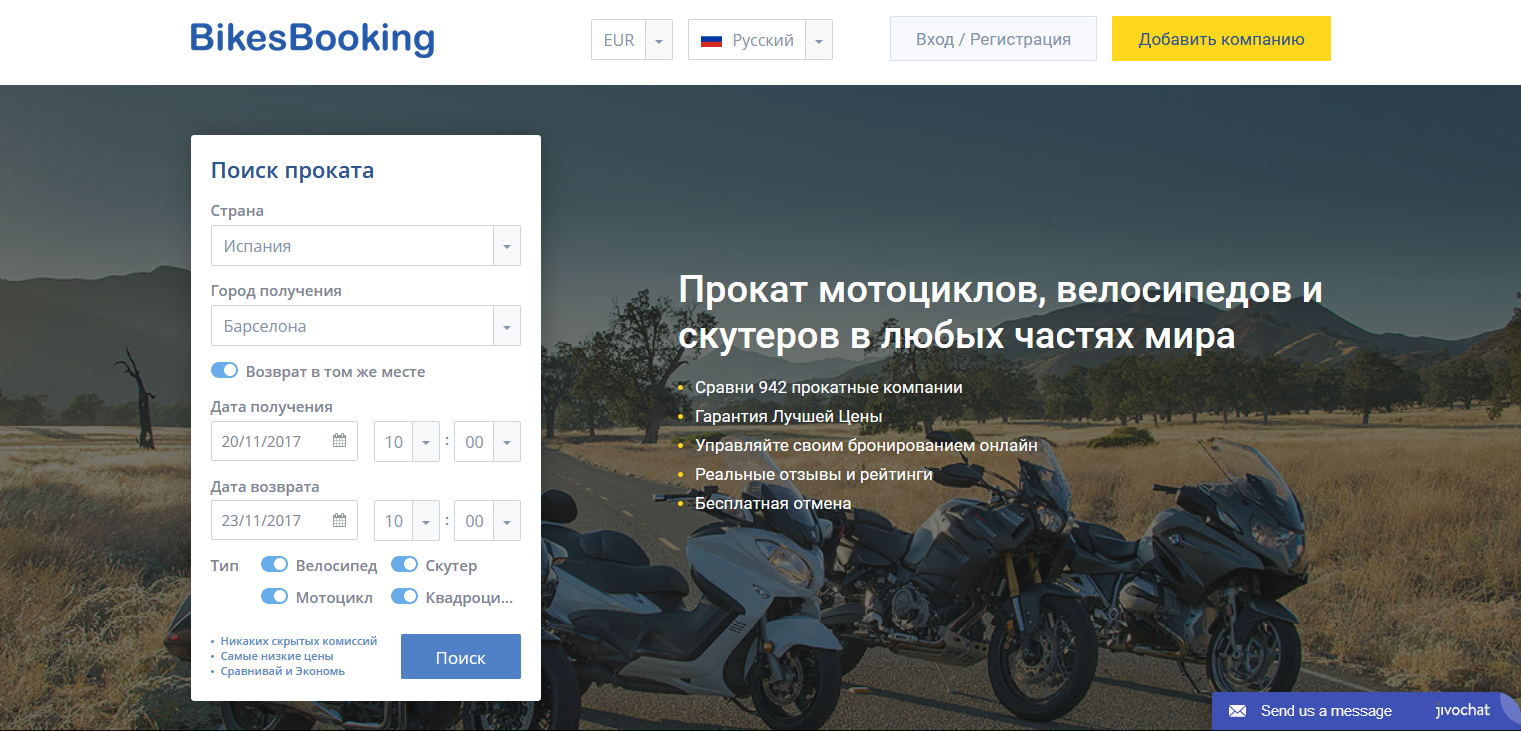 BikesBooking
EUR
Русский
Вход / Регистрация
Добавить компанию
Поиск проката
Страна
Испания
Город получения
Барселона
Возврат в том же месте
Дата получения
20/11/2017 10 : 00
Дата возврата
23/11/2017 10 : 00
Тип Велосипед Скутер
Мотоцикл Квадроци...
• Никаких скрытых комиссий
• Самые низкие цены
• Сравнивай и Экономь
Поиск
Прокат мотоциклов, велосипедов и
скутеров в любых частях мира
• Сравни 942 прокатные компании
• Гарантия Лучшей Цены
• Управляйте своим бронированием онлайн
• Реальные отзывы и рейтинги
• Бесплатная отмена
Send us a message jivochat